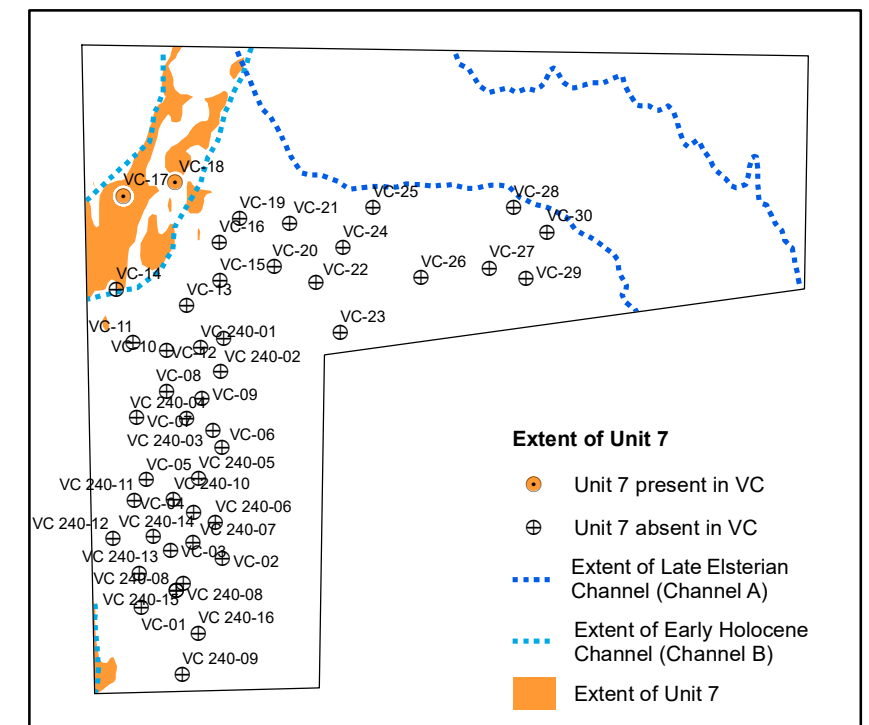 VC-18
VC-17
VC-25
VC-28
VC-19
VC-21
VC-30
VC-16
VC-24
VC-20
VC-27
VC-26
VC-15
VC-14
VC-22
VC-29
VC-13
VC-23
VC-11
VC 240-01
VC-10
VC-12
VC 240-02
VC-08
VC-09
VC 240-04
VC-07
VC-06
VC 240-03
VC-05
VC 240-05
VC 240-11
VC 240-10
VC-04
VC 240-06
VC 240-12
VC 240-14
VC 240-07
VC 240-13
VC-03
VC-02
VC 240-08
VC 240-08
VC 240-15
VC-01
VC 240-16
VC 240-09
Extent of Unit 7
Unit 7 present in VC
Unit 7 absent in VC
Extent of Late Elsterian
Channel (Channel A)
Extent of Early Holocene
Channel (Channel B)
Extent of Unit 7